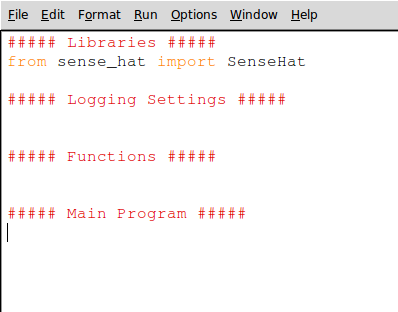 File Edit Format Run Options Window Help
##### Libraries #####
from sense_hat import SenseHat
##### Logging Settings #####
##### Functions #####
##### Main Program #####